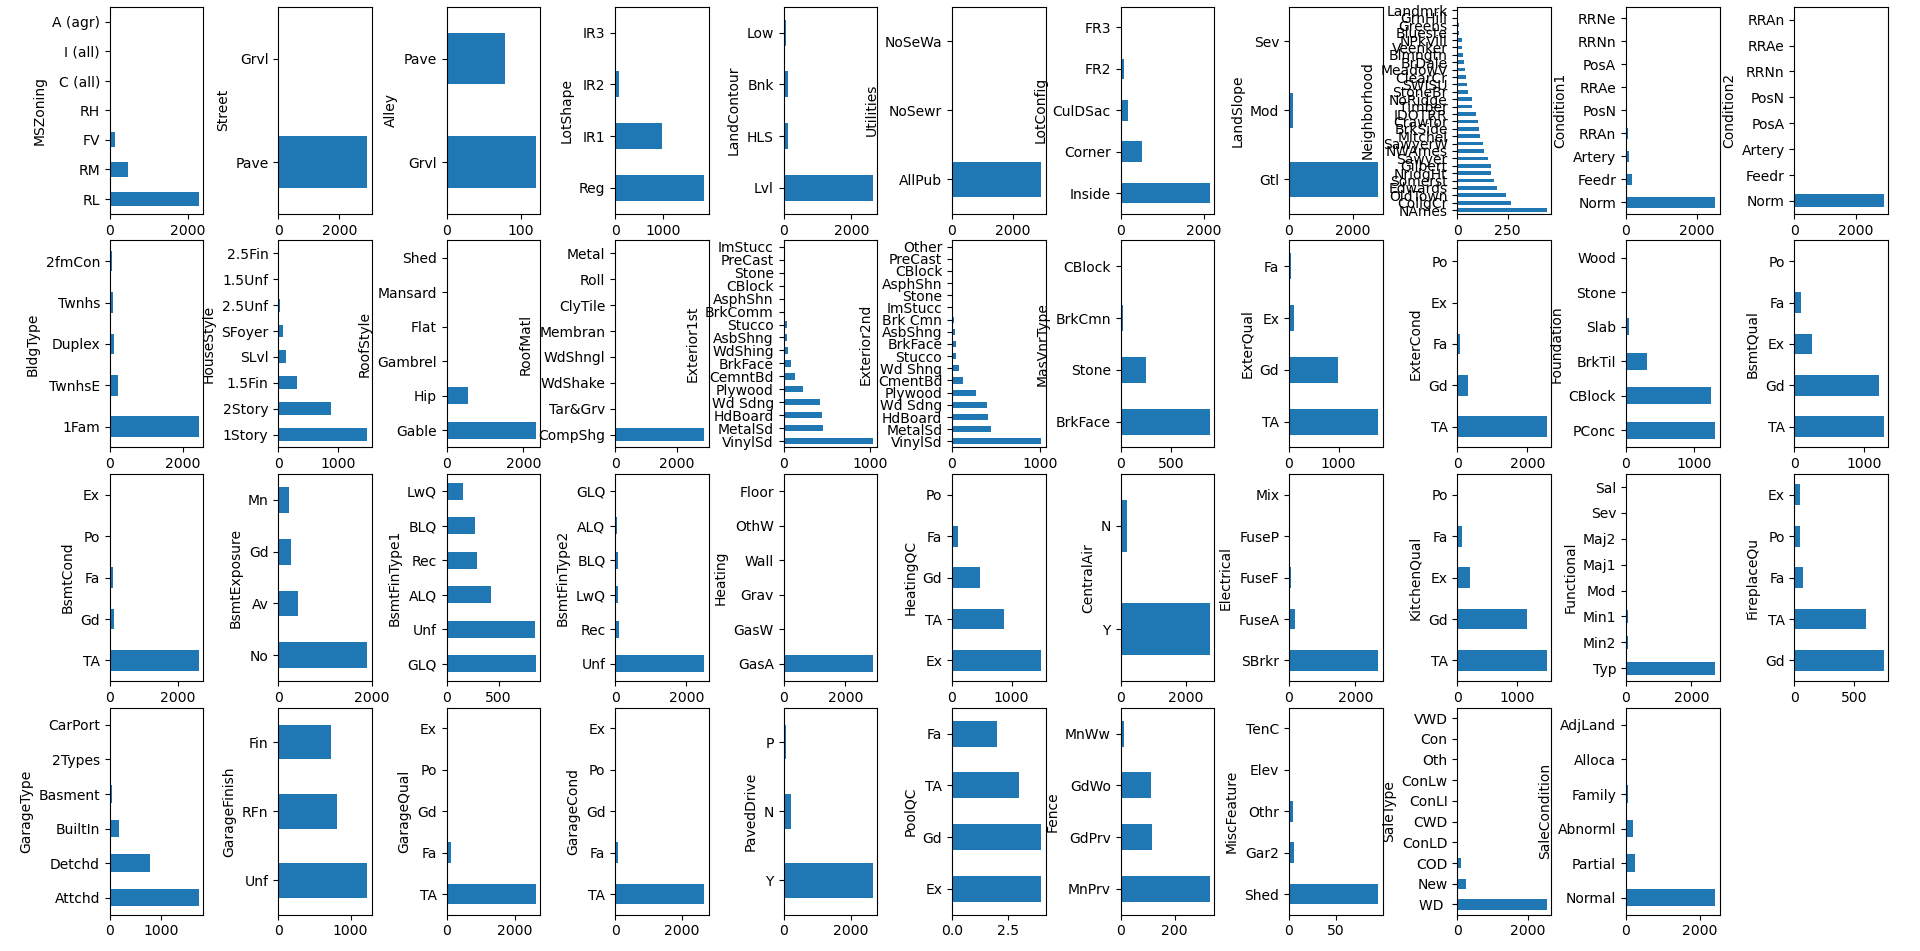 MSZoning
A (agr)
I (all)
C (all)
RH
FV
RM
RL
0 2000
Street
Grvl
Pave
0 2000
Alley
Pave
Grvl
0 100
LotShape
IR3
IR2
IR1
Reg
0 1000
LandContour
Low
Bnk
HLS
Lvl
0 2000
Utilities
NoSeWa
NoSewr
AllPub
0 2000
LotConfig
FR3
FR2
CulDSac
Corner
Inside
0 2000
LandSlope
Sev
Mod
Gtl
0 2000
Neighborhood
Landmrk
GrnHill
Greens
Blueste
NPkVill
Veenker
Blmngtn
BrDale
MeadowV
ClearCr
SWISU
StoneBr
NoRidge
Timber
IDOTRR
Crawfor
BrkSide
Mitchel
SawyerW
NWAmes
Sawyer
Gilbert
NridgHt
Somerst
Edwards
OldTown
CollgCr
NAmes
0 250
Condition1
RRNe
RRNn
PosA
RRAe
PosN
RRAn
Artery
Feedr
Norm
0 2000
Condition2
RRAn
RRAe
RRNn
PosN
PosA
Artery
Feedr
Norm
0 2000
BldgType
2fmCon
Twnhs
Duplex
TwnhsE
1Fam
0 2000
HouseStyle
2.5Fin
1.5Unf
2.5Unf
SFoyer
SLvl
1.5Fin
2Story
1Story
0 1000
RoofStyle
Shed
Mansard
Flat
Gambrel
Hip
Gable
0 2000
RoofMatl
Metal
Roll
ClyTile
Membran
WdShngl
WdShake
Tar&Grv
CompShg
0 2000
Exterior1st
ImStucc
PreCast
Stone
CBlock
AsphShn
BrkComm
Stucco
AsbShng
WdShing
BrkFace
CemntBd
Plywood
Wd Sdng
HdBoard
MetalSd
VinylSd
0 1000
Exterior2nd
Other
PreCast
CBlock
AsphShn
Stone
ImStucc
Brk Cmn
AsbShng
BrkFace
Stucco
Wd Shng
CmentBd
Plywood
Wd Sdng
HdBoard
MetalSd
VinylSd
0 1000
MasVnrType
CBlock
BrkCmn
Stone
BrkFace
0 500
ExterQual
Fa
Ex
Gd
TA
0 1000
ExterCond
Po
Ex
Fa
Gd
TA
0 2000
Foundation
Wood
Stone
Slab
BrkTil
CBlock
PConc
0 1000
BsmtQual
Po
Fa
Ex
Gd
TA
0 1000
BsmtCond
Ex
Po
Fa
Gd
TA
0 2000
BsmtExposure
Mn
Gd
Av
No
0 2000
BsmtFinType1
LwQ
BLQ
Rec
ALQ
Unf
GLQ
0 500
BsmtFinType2
GLQ
ALQ
BLQ
LwQ
Rec
Unf
0 2000
Heating
Floor
OthW
Wall
Grav
GasW
GasA
0 2000
HeatingQC
Po
Fa
Gd
TA
Ex
0 1000
CentralAir
N
Y
0 2000
Electrical
Mix
FuseP
FuseF
FuseA
SBrkr
0 2000
KitchenQual
Po
Fa
Ex
Gd
TA
0 1000
Functional
Sal
Sev
Maj2
Maj1
Mod
Min1
Min2
Typ
0 2000
FireplaceQu
Ex
Po
Fa
TA
Gd
0 500
GarageType
CarPort
2Types
Basment
BuiltIn
Detchd
Attchd
0 1000
GarageFinish
Fin
RFn
Unf
0 1000
GarageQual
Ex
Po
Gd
Fa
TA
0 2000
GarageCond
Ex
Po
Gd
Fa
TA
0 2000
PavedDrive
P
N
Y
0 2000
PoolQC
Fa
TA
Gd
Ex
0.0 2.5
Fence
MnWw
GdWo
GdPrv
MnPrv
0 200
MiscFeature
TenC
Elev
Othr
Gar2
Shed
0 50
SaleType
VWD
Con
Oth
ConLw
ConLI
CWD
ConLD
COD
New
WD
0 2000
SaleCondition
AdjLand
Alloca
Family
Abnorml
Partial
Normal
0 2000